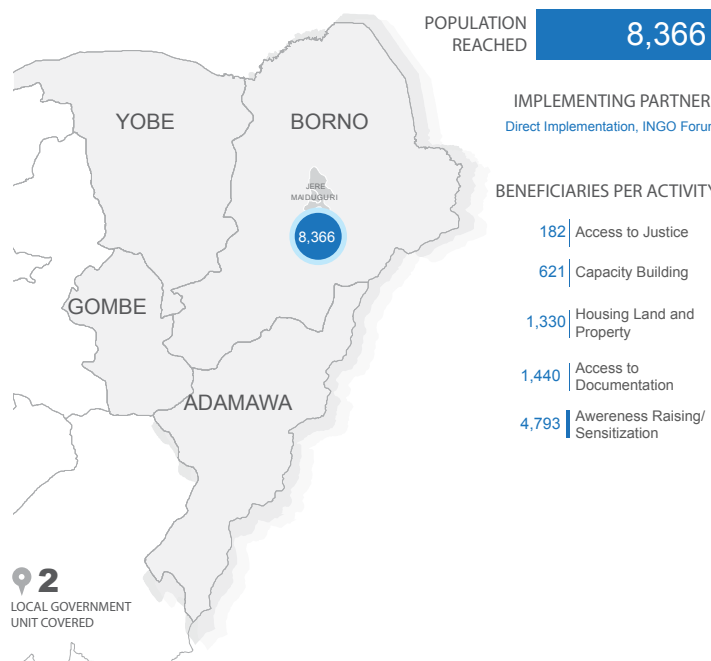 POPULATION
REACHED
8,366
IMPLEMENTING PARTNER
Direct Implementation, INGO Forum
YOBE
BORNO
JERE
MAIDUGURI
8,366
GOMBE
ADAMAWA
BENEFICIARIES PER ACTIVITY
182 Access to Justice
621 Capacity Building
1,330 Housing Land and
Property
1,440 Access to
Documentation
4,793 Awereness Raising/
Sensitization
2
LOCAL GOVERNMENT
UNIT COVERED